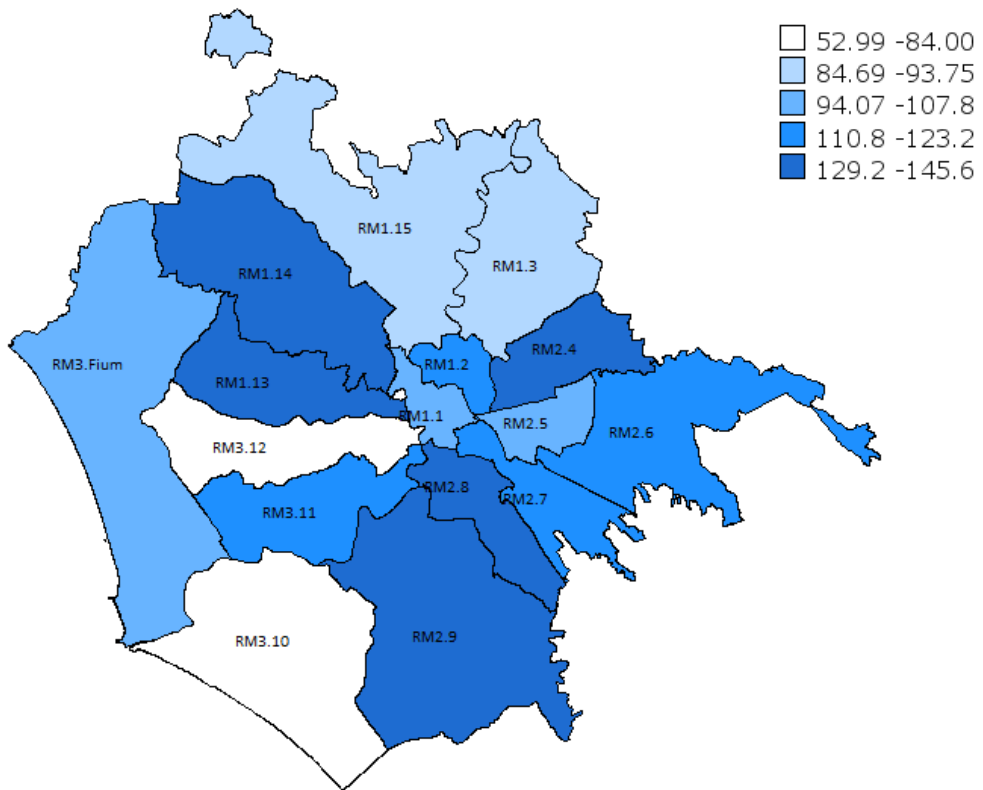 52.99 -84.00
84.69 -93.75
94.07 -107.8
110.8 -123.2
129.2 -145.6
RM1.15
RM1.3
RM1.14
RM3.Fium
RM1.2
RM2.4
RM1.13
RM1.1
RM2.5
RM2.6
RM3.12
RM2.8
RM2.7
RM3.11
RM2.9
RM3.10